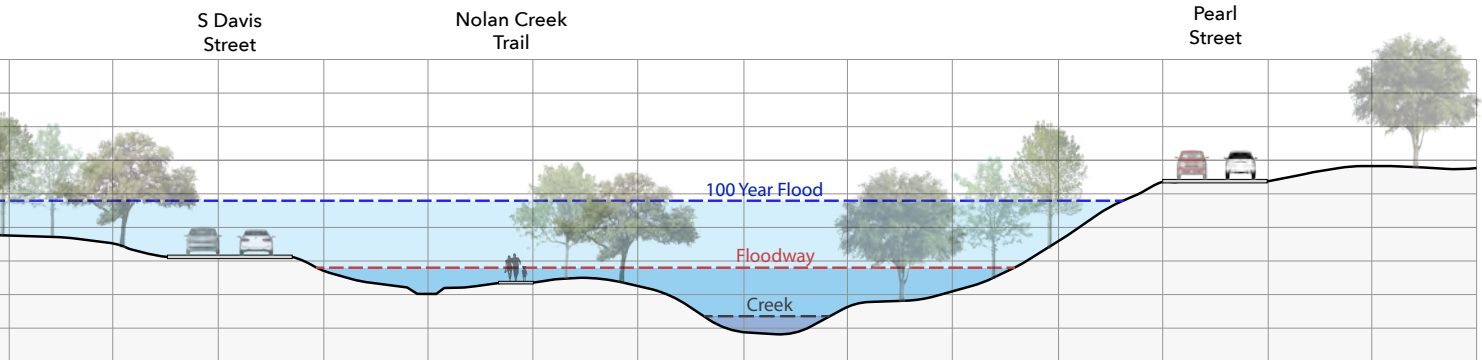 S Davis
Street
Nolan Creek
Trail
Pearl
Street
100 Year Flood
Floodway
Creek